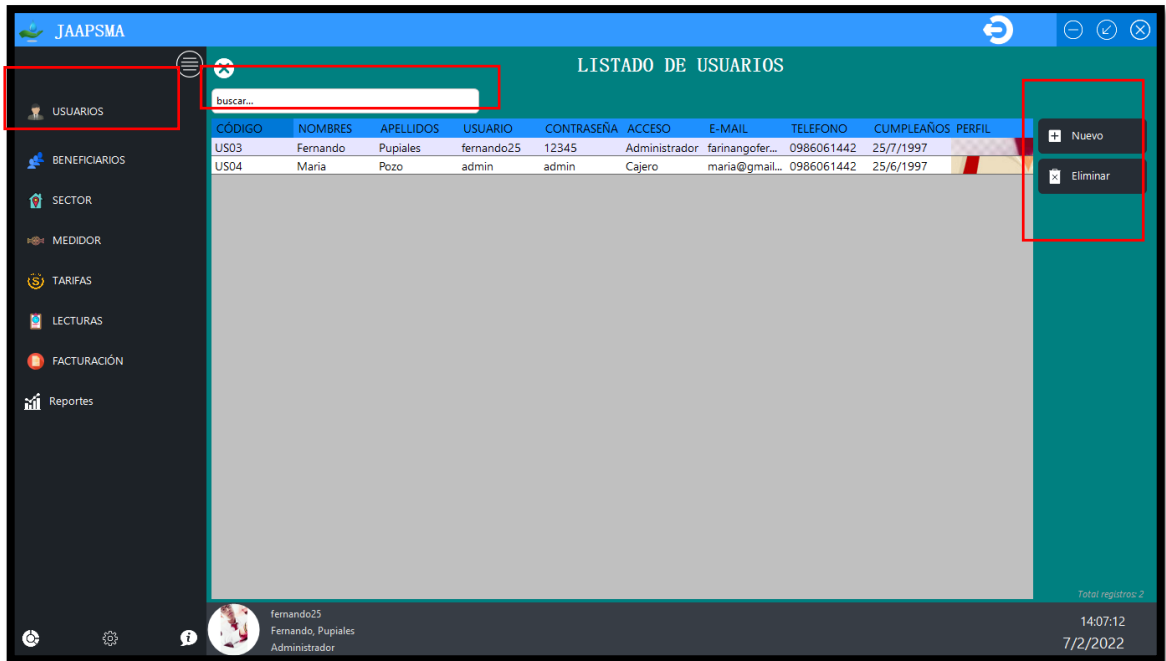 JAAPSMA
LISTADO DE USUARIOS
buscar...
USUARIOS
BENEFICIARIOS
SECTOR
MEDIDOR
TARIFAS
LECTURAS
FACTURACIÓN
Reportes
CÓDIGO NOMBRES APELLIDOS USUARIO CONTRASEÑA ACCESO E-MAIL TELEFONO CUMPLEAÑOS PERFIL
US03 Fernando Pupiales fernando25 12345 Administrador farinangofer... 0986061442 25/7/1997
US04 Maria Pozo admin admin Cajero maria@gmail... 0986061442 25/6/1997
Nuevo
Eliminar
Total registros: 2
fernando25
Fernando, Pupiales
Administrador
14:07:12
7/2/2022